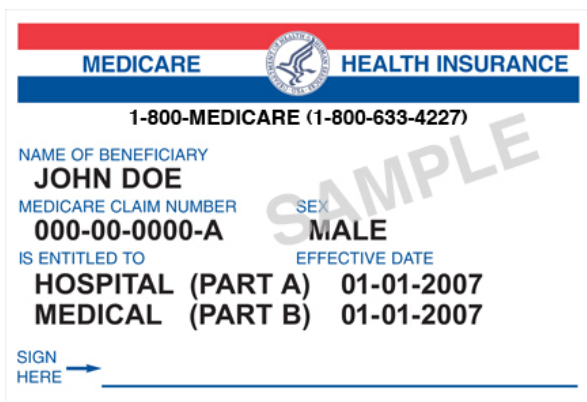 MEDICARE HEALTH INSURANCE
1-800-MEDICARE (1-800-633-4227)
NAME OF BENEFICIARY
JOHN DOE
MEDICARE CLAIM NUMBER SEX
000-00-0000-A MALE
IS ENTITLED TO EFFECTIVE DATE
HOSPITAL (PART A) 01-01-2007
MEDICAL (PART B) 01-01-2007
SIGN
HERE
SAMPLE